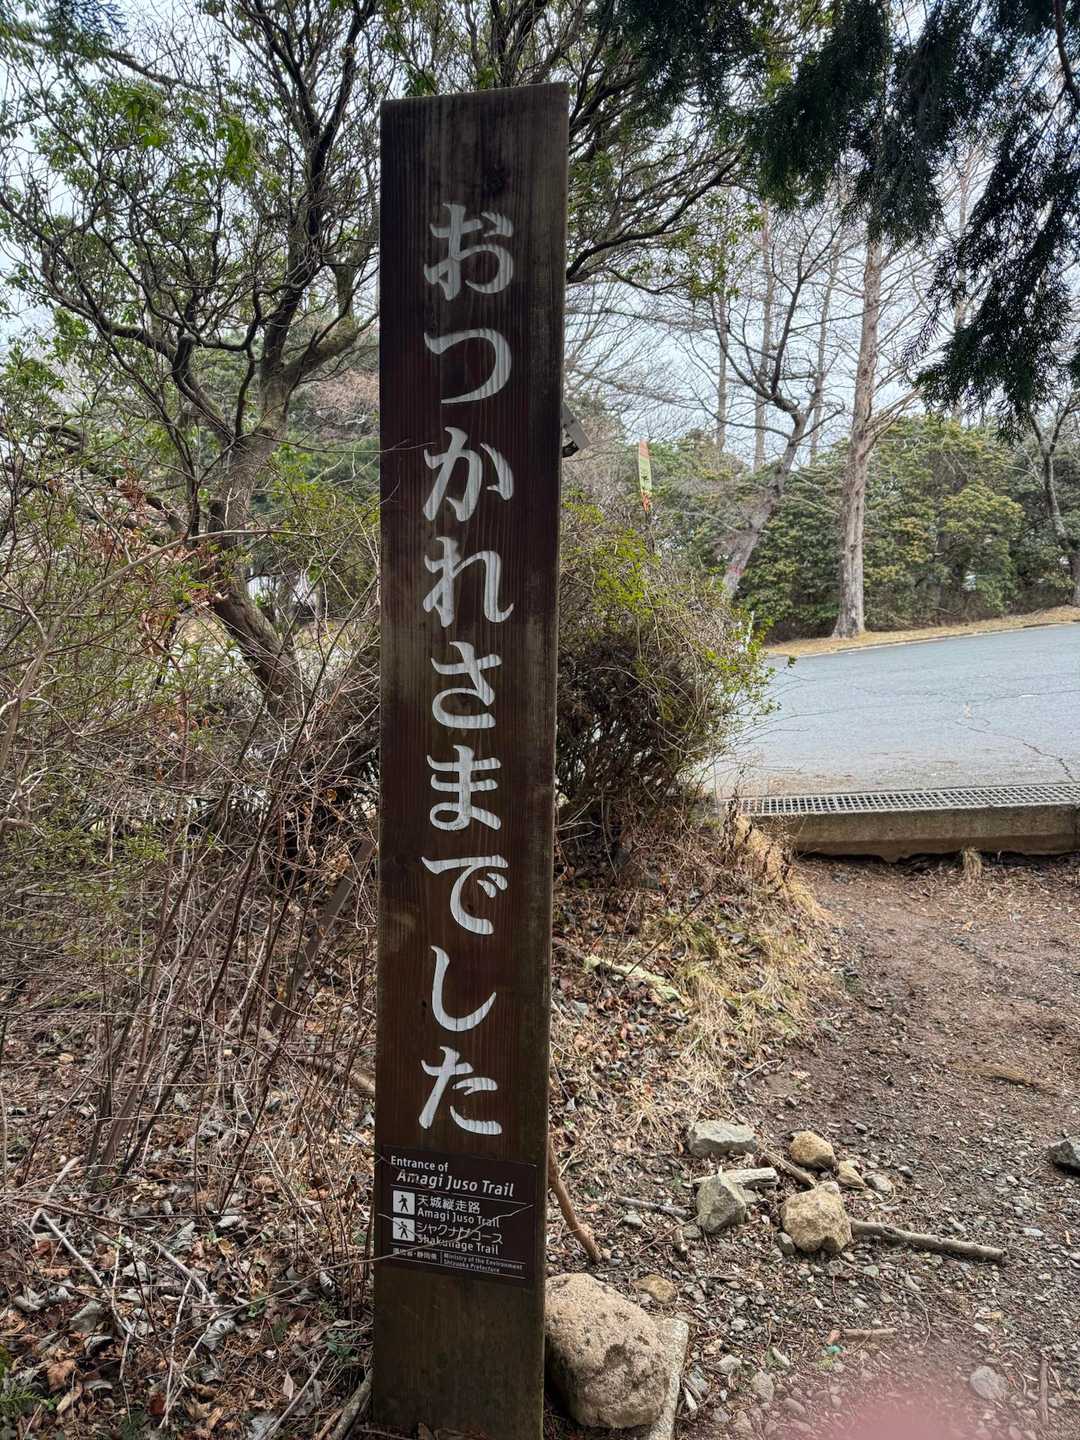 おつかれさまでした
Entrance of
Amagi Juso Trail
天城縦走路
Amagi Juso Trail
シャクナゲコース
Shakunage Trail
環境省・静岡県
Ministry of the Environment
Shizuoka Prefecture